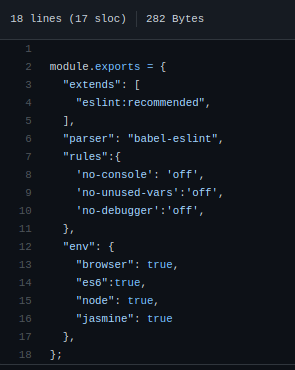 18 lines (17 sloc) 282 Bytes
1
2 module.exports = {
3   "extends": [
4     "eslint:recommended",
5   ],
6   "parser": "babel-eslint",
7   "rules":{
8     'no-console': 'off',
9     'no-unused-vars':'off',
10     'no-debugger':'off',
11   },
12   "env": {
13     "browser": true,
14     "es6":true,
15     "node": true,
16     "jasmine": true
17   },
18 };